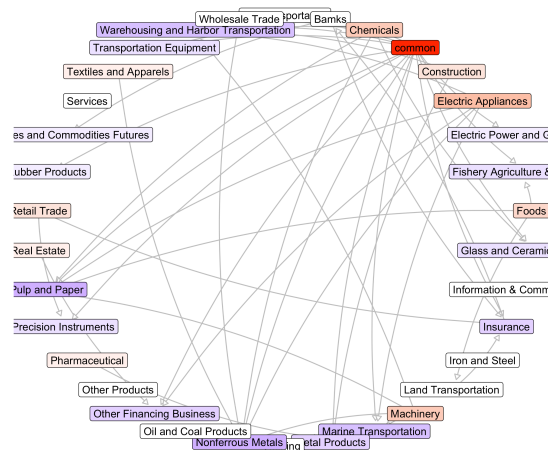 Wholesale Trade
Bamks
Warehousing and Harbor Transportation
Chemicals
Transportation Equipment
common
Textiles and Apparels
Construction
Services
Electric Appliances
es and Commodities Futures
Electric Power and G
ubber Products
Fishery Agriculture &
Retail Trade
Foods
Real Estate
Glass and Ceramic
Pulp and Paper
Information & Comm
Precision Instruments
Insurance
Pharmaceutical
Iron and Steel
Other Products
Land Transportation
Other Financing Business
Machinery
Oil and Coal Products
Marine Transportation
Nonferrous Metals
etal Products